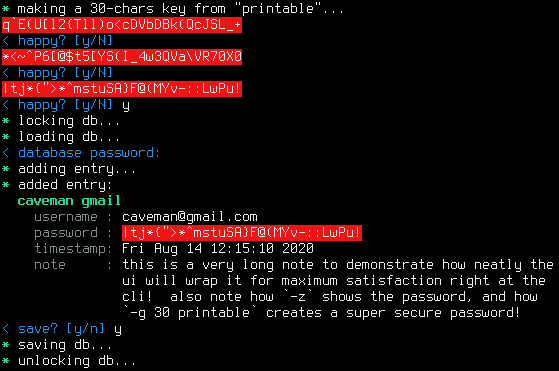 * making a 30-chars key from "printable"...
q`E(U[l2(Tll)o<cDVbDBk(QcJSL_+
< happy? [y/N]
*<~^P6[@$t5[YS(I_4w3QVa\VR70X0
< happy? [y/N]
!tj*{">*^mstuSA}F@(MYv-::LwPu!
< happy? [y/N] y
* locking db...
* loading db...
< database password:
* adding entry...
* added entry:
caveman gmail
username : caveman@gmail.com
password : !tj*{">*^mstuSA}F@(MYv-::LwPu!
timestamp: Fri Aug 14 12:15:10 2020
note : this is a very long note to demonstrate how neatly the
ui will wrap it for maximum satisfaction right at the
cli! also note how `-z` shows the password, and how
`-g 30 printable` creates a super secure password!
< save? [y/n] y
* saving db...
* unlocking db...